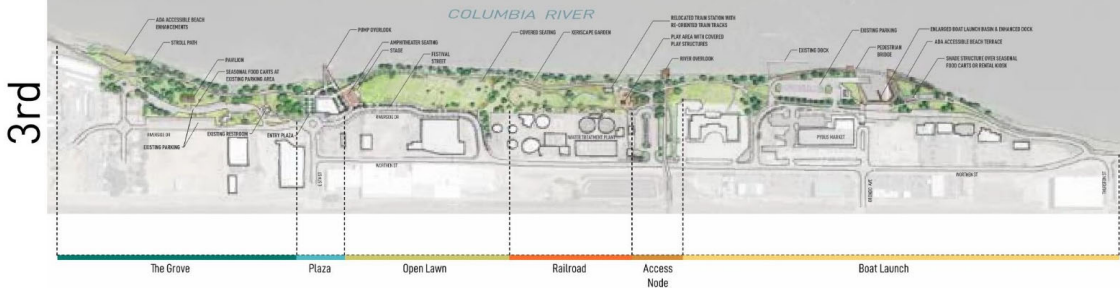 COLUMBIA RIVER
3rd
ADA ACCESSIBLE BEACH
ENHANCEMENTS
STROLL PATH
PAVILION
SEASONAL FOOD CARTS AT
EXISTING PARKING AREA
EXISTING RESTROOM
EXISTING PARKING
ENTRY PLAZA
PUMP OVERLOOK
AMPHITHEATER SEATING
STAGE
FESTIVAL
STREET
COVERED SEATING
XERISCAPE GARDEN
RELOCATED TRAIN STATION WITH
RE-ORIENTED TRAIN TRACKS
PLAY AREA WITH COVERED
PLAY STRUCTURES
RIVER OVERLOOK
EXISTING DOCK
EXISTING PARKING
PEDESTRIAN
BRIDGE
ENLARGED BOAT LAUNCH BASIN & ENHANCED DOCK
ADA ACCESSIBLE BEACH TERRACE
SHADE STRUCTURE OVER SEASONAL
FOOD CARTS OR RENTAL KIOSK
WATER TREATMENT PLANT
PYBUS MARKET
WORTHEN ST
WORTHEN ST
The Grove
Plaza
Open Lawn
Railroad
Access
Node
Boat Launch